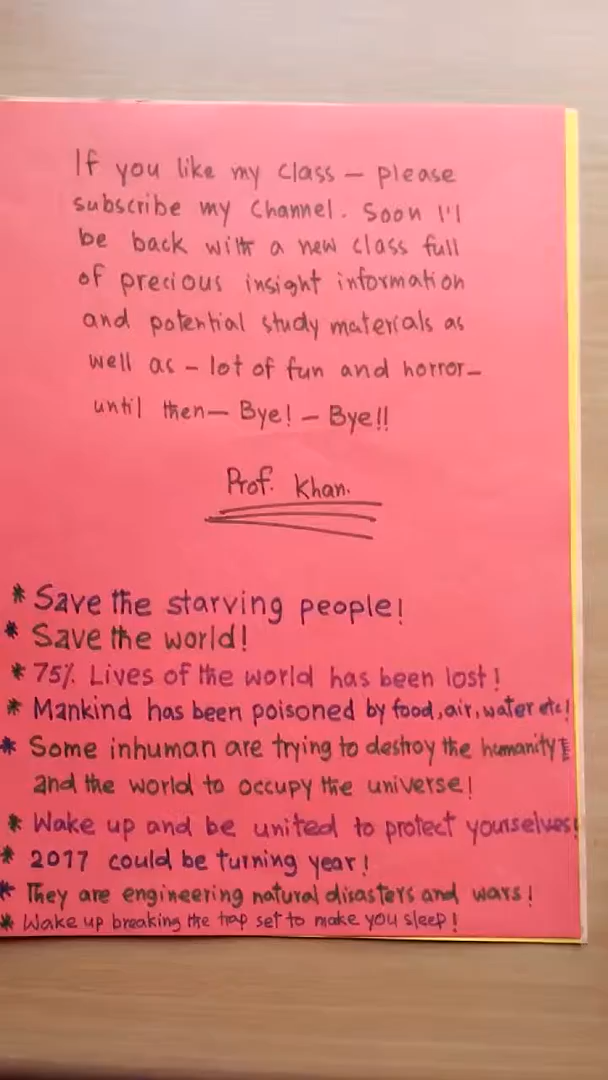 If you like my class – please
subscribe my Channel. Soon I'll
be back with a new class full
of precious insight information
and potential study materials as
well as – lot of fun and horror–
until then– Bye! – Bye!!
Prof. Khan.
* Save the starving people!
* Save the world!
* 75% Lives of the world has been lost!
* Mankind has been poisoned by food, air, water etc!
* Some inhuman are trying to destroy the humanity
and the world to occupy the universe!
* Wake up and be united to protect yourselves!
* 2017 could be turning year!
* They are engineering natural disasters and wars!
* Wake up breaking the trap set to make you sleep!